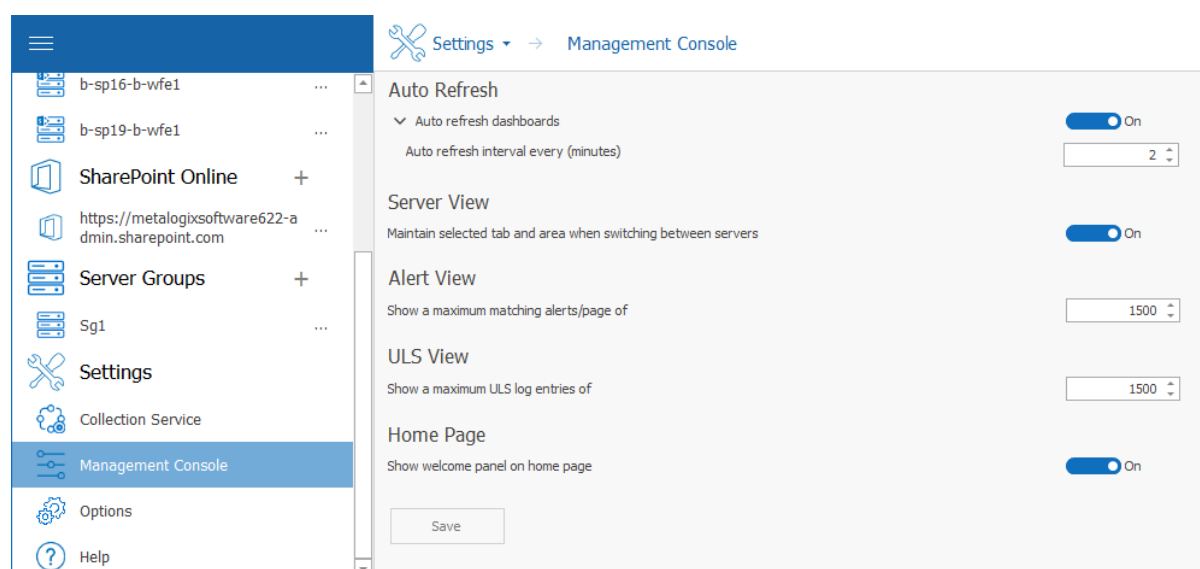 Settings
Management Console
b-sp16-b-wfe1 ...
b-sp19-b-wfe1 ...
SharePoint Online +
https://metalogixsoftware622-a
dmin.sharepoint.com ...
Server Groups +
Sg1 ...
Settings
Collection Service
Management Console
Options
Help
Auto Refresh
Auto refresh dashboards On
Auto refresh interval every (minutes) 2
Server View
Maintain selected tab and area when switching between servers On
Alert View
Show a maximum matching alerts/page of 1500
ULS View
Show a maximum ULS log entries of 1500
Home Page
Show welcome panel on home page On
Save